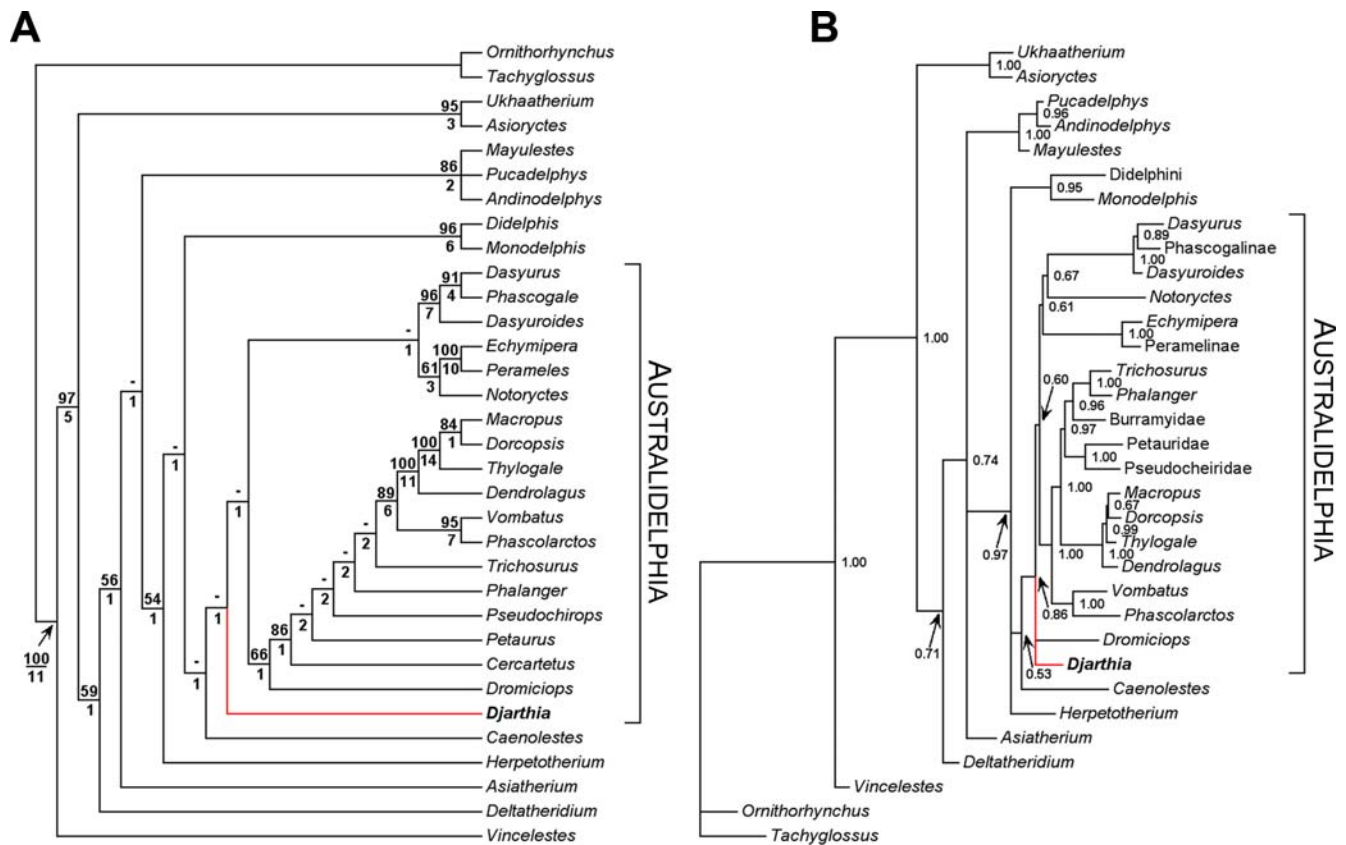 A
Ornithorhynchus
Tachyglossus
95
Ukhaatherium
3
Asioryctes
Mayulestes
86
Pucadelphys
2
Andinodelphys
96
Didelphis
6
Monodelphis
91
Dasyurus
4
Phascogale
96
7
Dasyuroides
-
1
100
Echymipera
10
Perameles
61
3
Notoryctes
84
Macropus
1
Dorcopsis
100
14
Thylogale
100
11
Dendrolagus
89
6
95
Vombatus
7
Phascolarctos
-
2
Trichosurus
-
2
Phalanger
-
2
Pseudochirops
-
2
Petaurus
86
1
Cercartetus
66
1
Dromiciops
Djarthia
Caenolestes
Herpetotherium
Asiatherium
Deltatheridium
Vincelestes
97
5
-
1
-
1
-
1
56
1
54
1
-
1
-
1
59
1
100
11
AUSTRALIDELPHIA
B
Ukhaatherium
1.00
Asioryctes
Pucadelphys
0.96
Andinodelphys
1.00
Mayulestes
Didelphini
0.95
Monodelphis
Dasyurus
0.89
Phascogalinae
1.00
Dasyuroides
0.67
Notoryctes
0.61
Echymipera
1.00
Peramelinae
Trichosurus
1.00
Phalanger
0.96
Burramyidae
0.97
Petauridae
1.00
Pseudocheiridae
1.00
Macropus
0.67
Dorcopsis
0.99
Thylogale
1.00
1.00
Dendrolagus
Vombatus
1.00
Phascolarctos
0.86
Dromiciops
Djarthia
0.53
Caenolestes
Herpetotherium
Asiatherium
Deltatheridium
Vincelestes
Ornithorhynchus
Tachyglossus
0.60
1.00
0.74
0.97
1.00
0.71
AUSTRALIDELPHIA